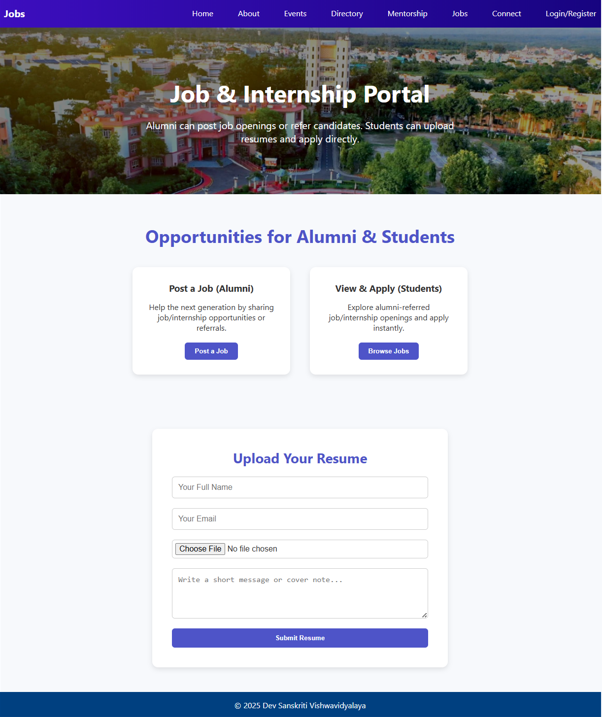 Jobs
Home About Events Directory Mentorship Jobs Connect Login/Register
Job & Internship Portal
Alumni can post job openings or refer candidates. Students can upload
resumes and apply directly.
Opportunities for Alumni & Students
Post a Job (Alumni)
Help the next generation by sharing
job/internship opportunities or
referrals.
Post a Job
View & Apply (Students)
Explore alumni-referred
job/internship openings and apply
instantly.
Browse Jobs
Upload Your Resume
Your Full Name
Your Email
Choose File No file chosen
Write a short message or cover note...
Submit Resume
© 2025 Dev Sanskriti Vishwavidyalaya